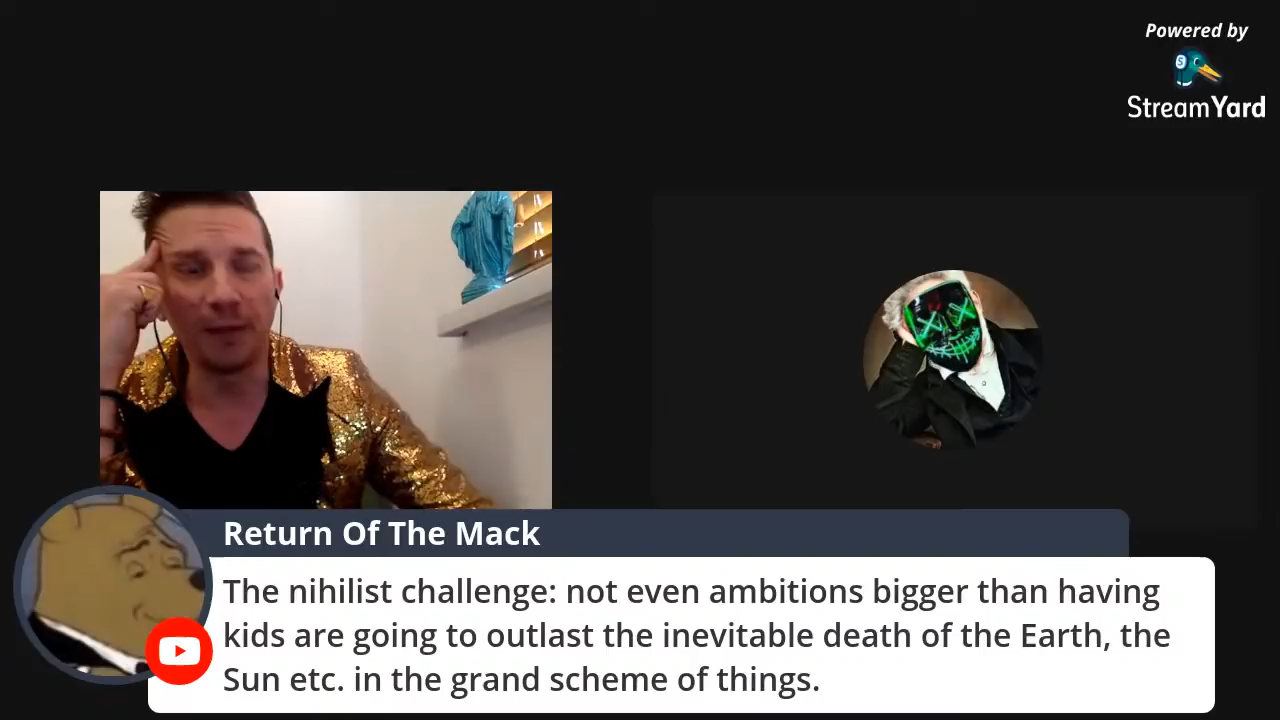 Powered by
StreamYard
Return Of The Mack
The nihilist challenge: not even ambitions bigger than having
kids are going to outlast the inevitable death of the Earth, the
Sun etc. in the grand scheme of things.